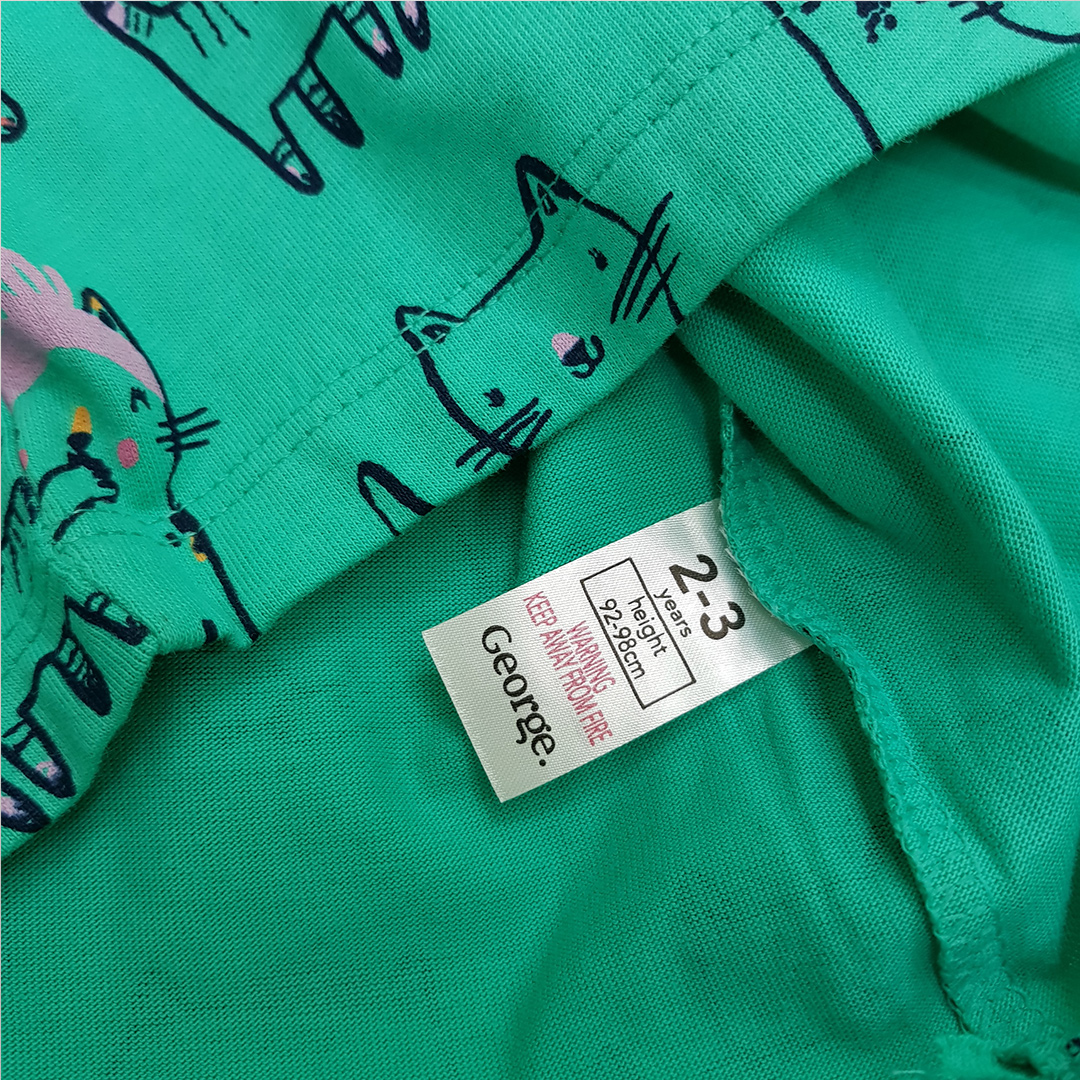 2-3
years
height
92-98cm
WARNING
KEEP AWAY FROM FIRE
George.